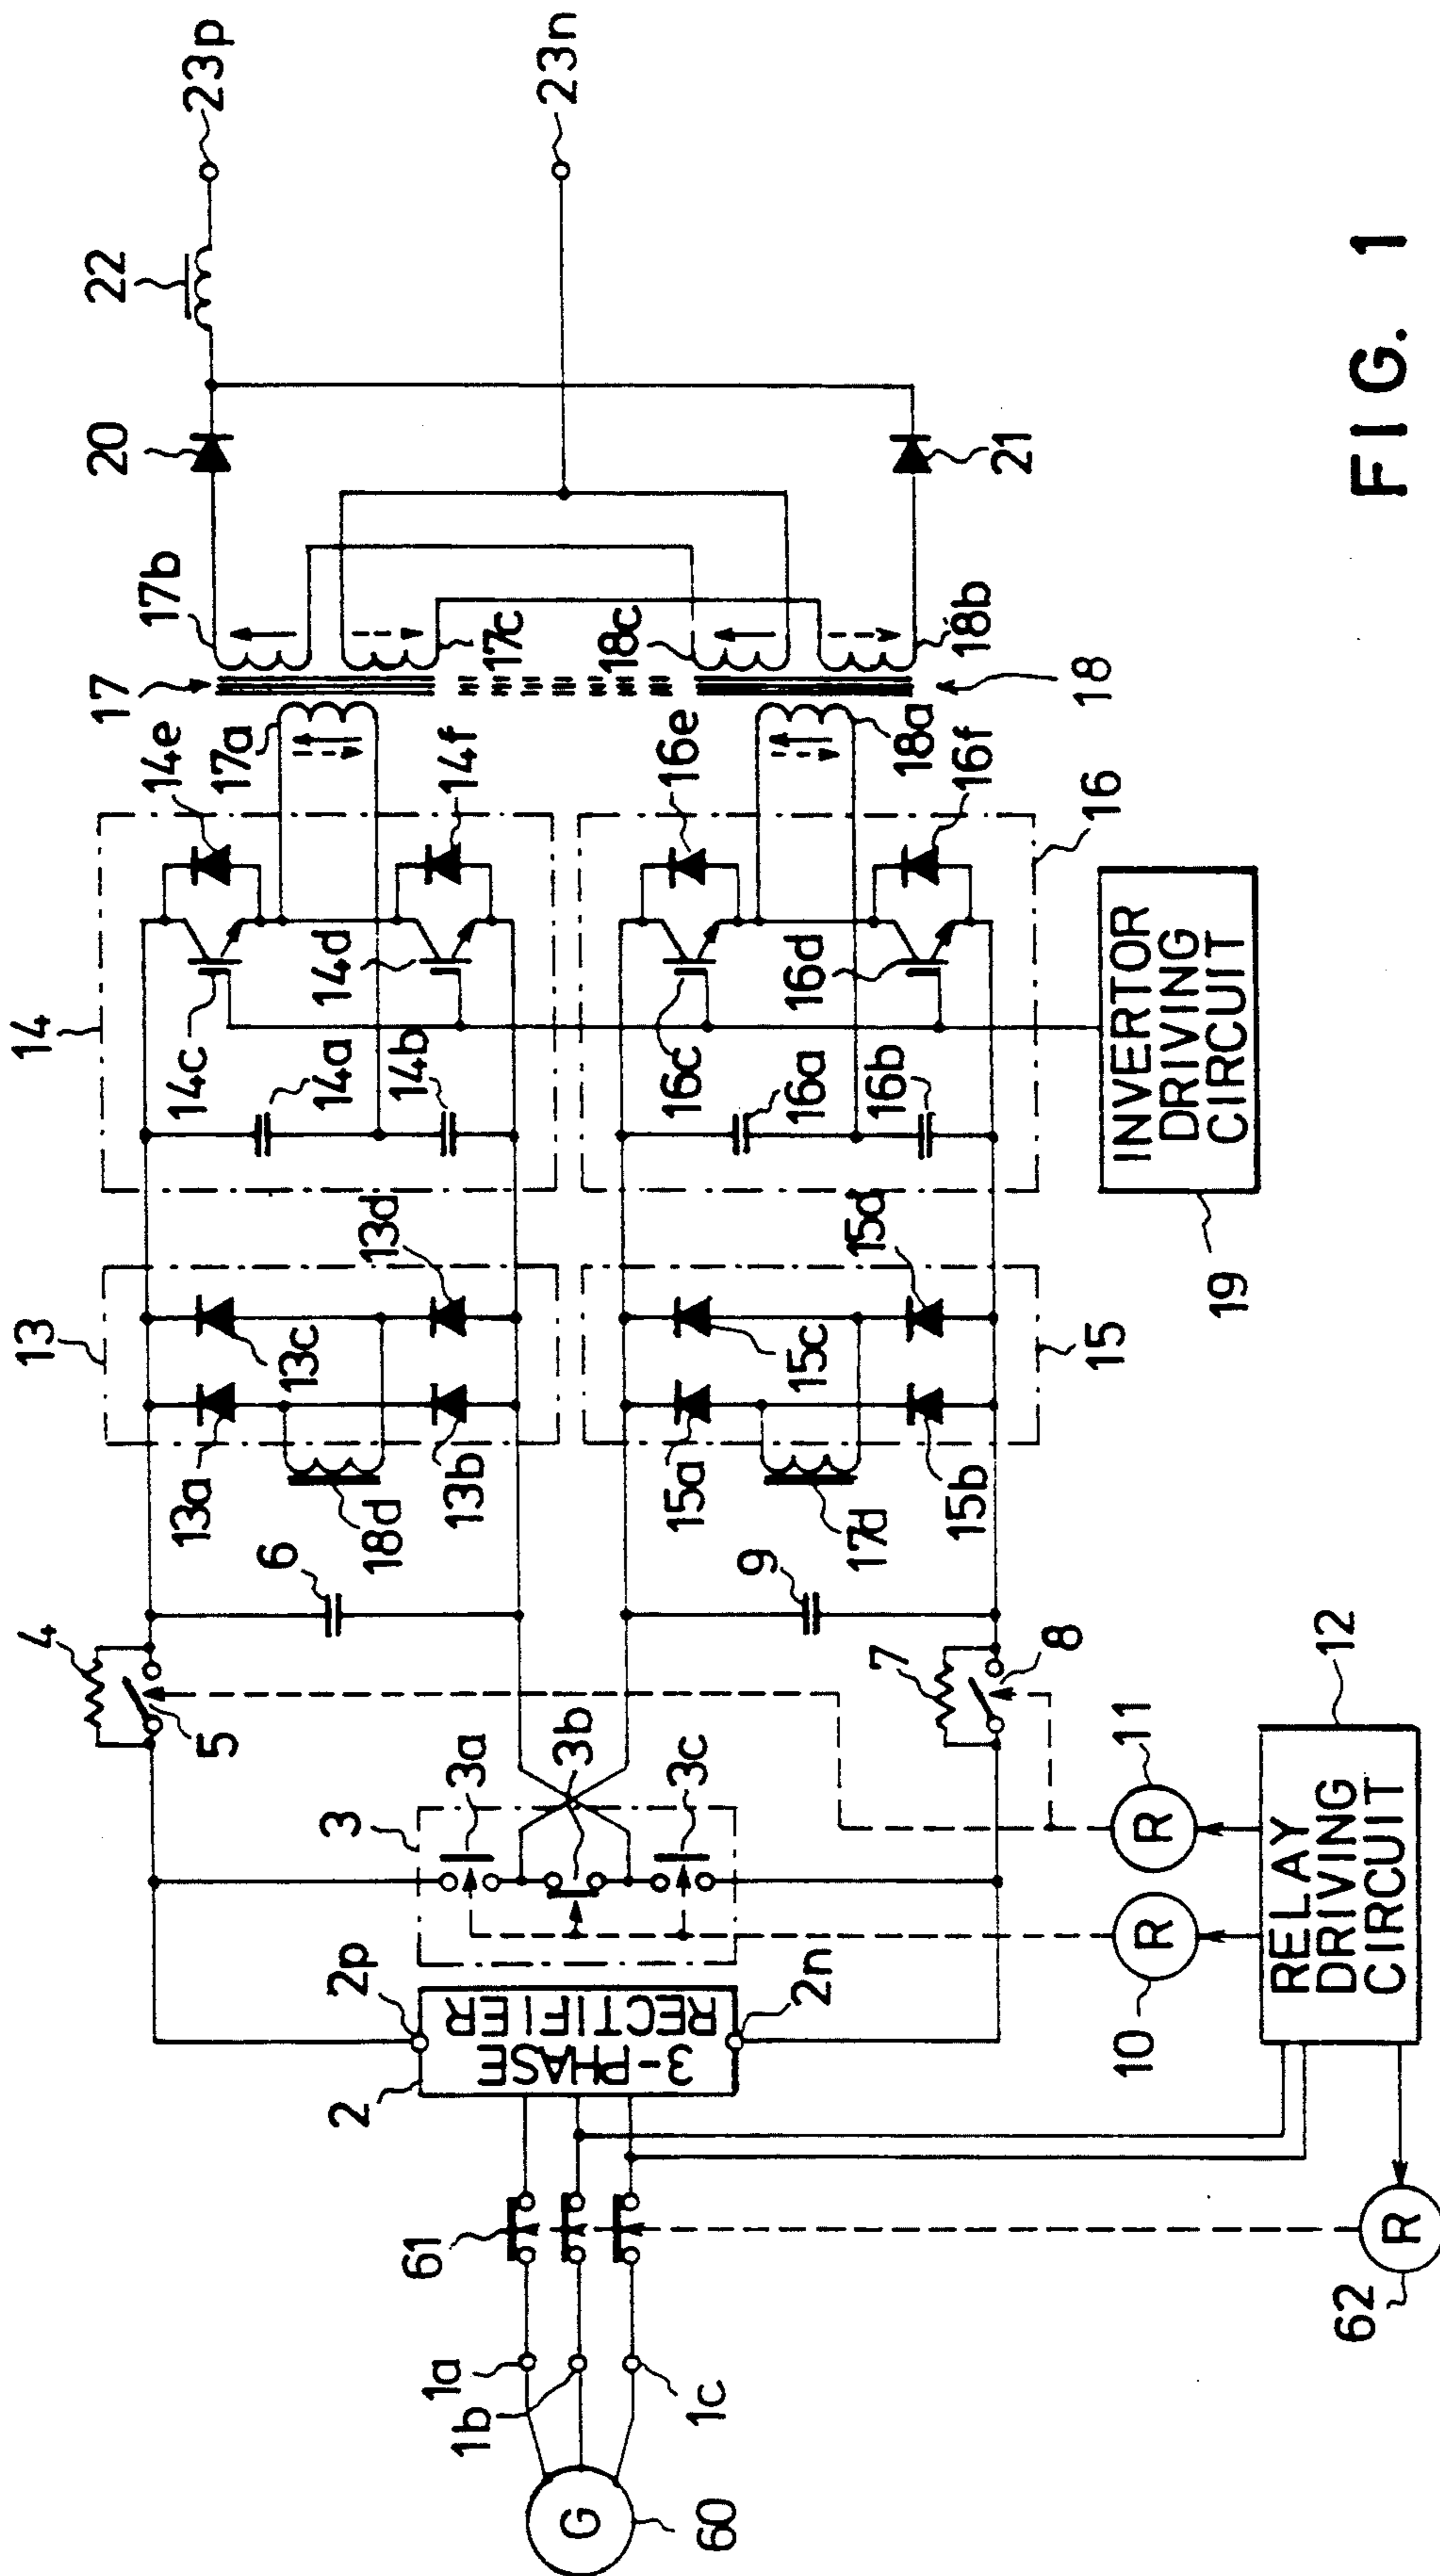 23p
23n
22
20
21
17b
17c
18c
18b
17
18
14e
17a
14f
16e
18a
16f
14
16
14c
14d
14a
14b
16c
16d
16a
16b
INVERTOR
DRIVING
CIRCUIT
19
13
13d
13c
15d
15c
15
13a
13b
18d
15a
15b
17d
6
9
4
5
7
8
3
3a
3b
3c
11
R
10
R
12
RELAY
DRIVING
CIRCUIT
2p
2n
2
3-PHASE
RECTIFIER
61
62
R
1a
1b
1c
G
60
FIG. 1